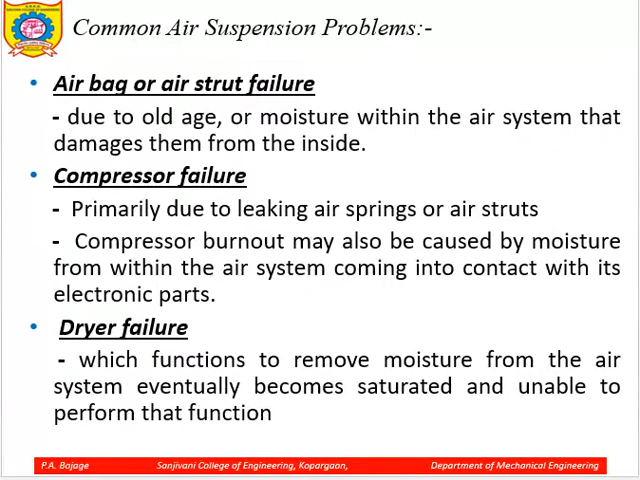 Common Air Suspension Problems:-
• Air bag or air strut failure
- due to old age, or moisture within the air system that
damages them from the inside.
• Compressor failure
- Primarily due to leaking air springs or air struts
- Compressor burnout may also be caused by moisture
from within the air system coming into contact with its
electronic parts.
• Dryer failure
- which functions to remove moisture from the air
system eventually becomes saturated and unable to
perform that function
P.A. Bojage Sanjivani College of Engineering, Kopargaon, Department of Mechanical Engineering